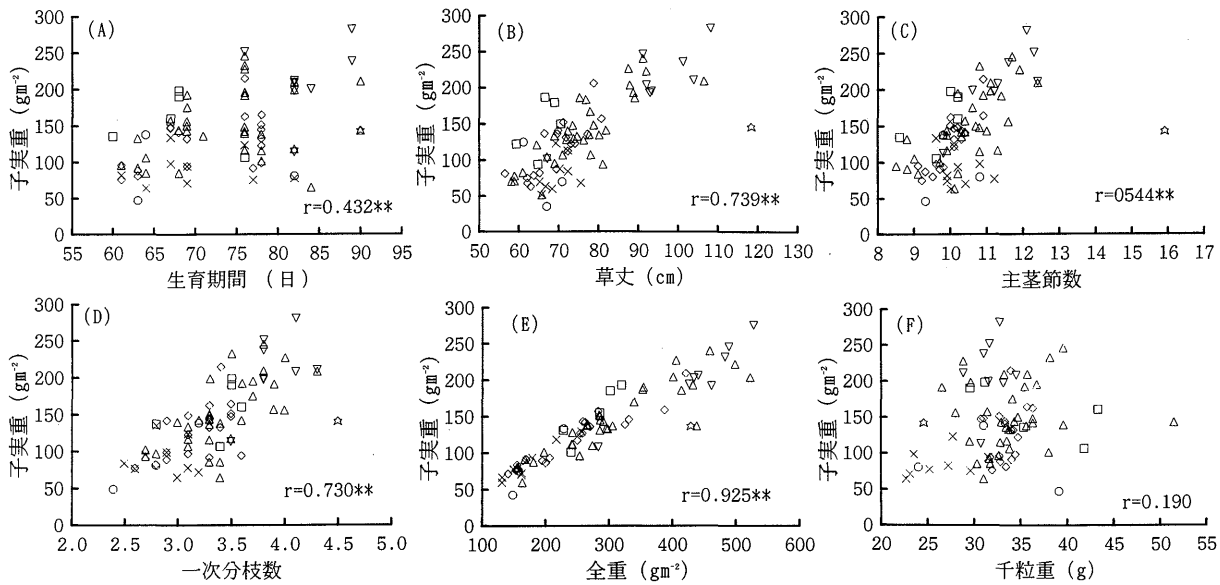 (A)
子実重 (gm⁻²)
300
250
200
150
100
50
0
r=0.432**
55 60 65 70 75 80 85 90 95
生育期間 (日)
(B)
子実重 (gm⁻²)
300
250
200
150
100
50
0
r=0.739**
50 60 70 80 90 100 110 120 130
草丈 (cm)
(C)
子実重 (gm⁻²)
300
250
200
150
100
50
0
r=0544**
8 9 10 11 12 13 14 15 16 17
主茎節数
(D)
子実重 (gm⁻²)
300
250
200
150
100
50
0
r=0.730**
2.0 2.5 3.0 3.5 4.0 4.5 5.0
一次分枝数
(E)
子実重 (gm⁻²)
300
250
200
150
100
50
0
r=0.925**
100 200 300 400 500 600
全重 (gm⁻²)
(F)
子実重 (gm⁻²)
300
250
200
150
100
50
0
r=0.190
20 25 30 35 40 45 50 55
千粒重 (g)